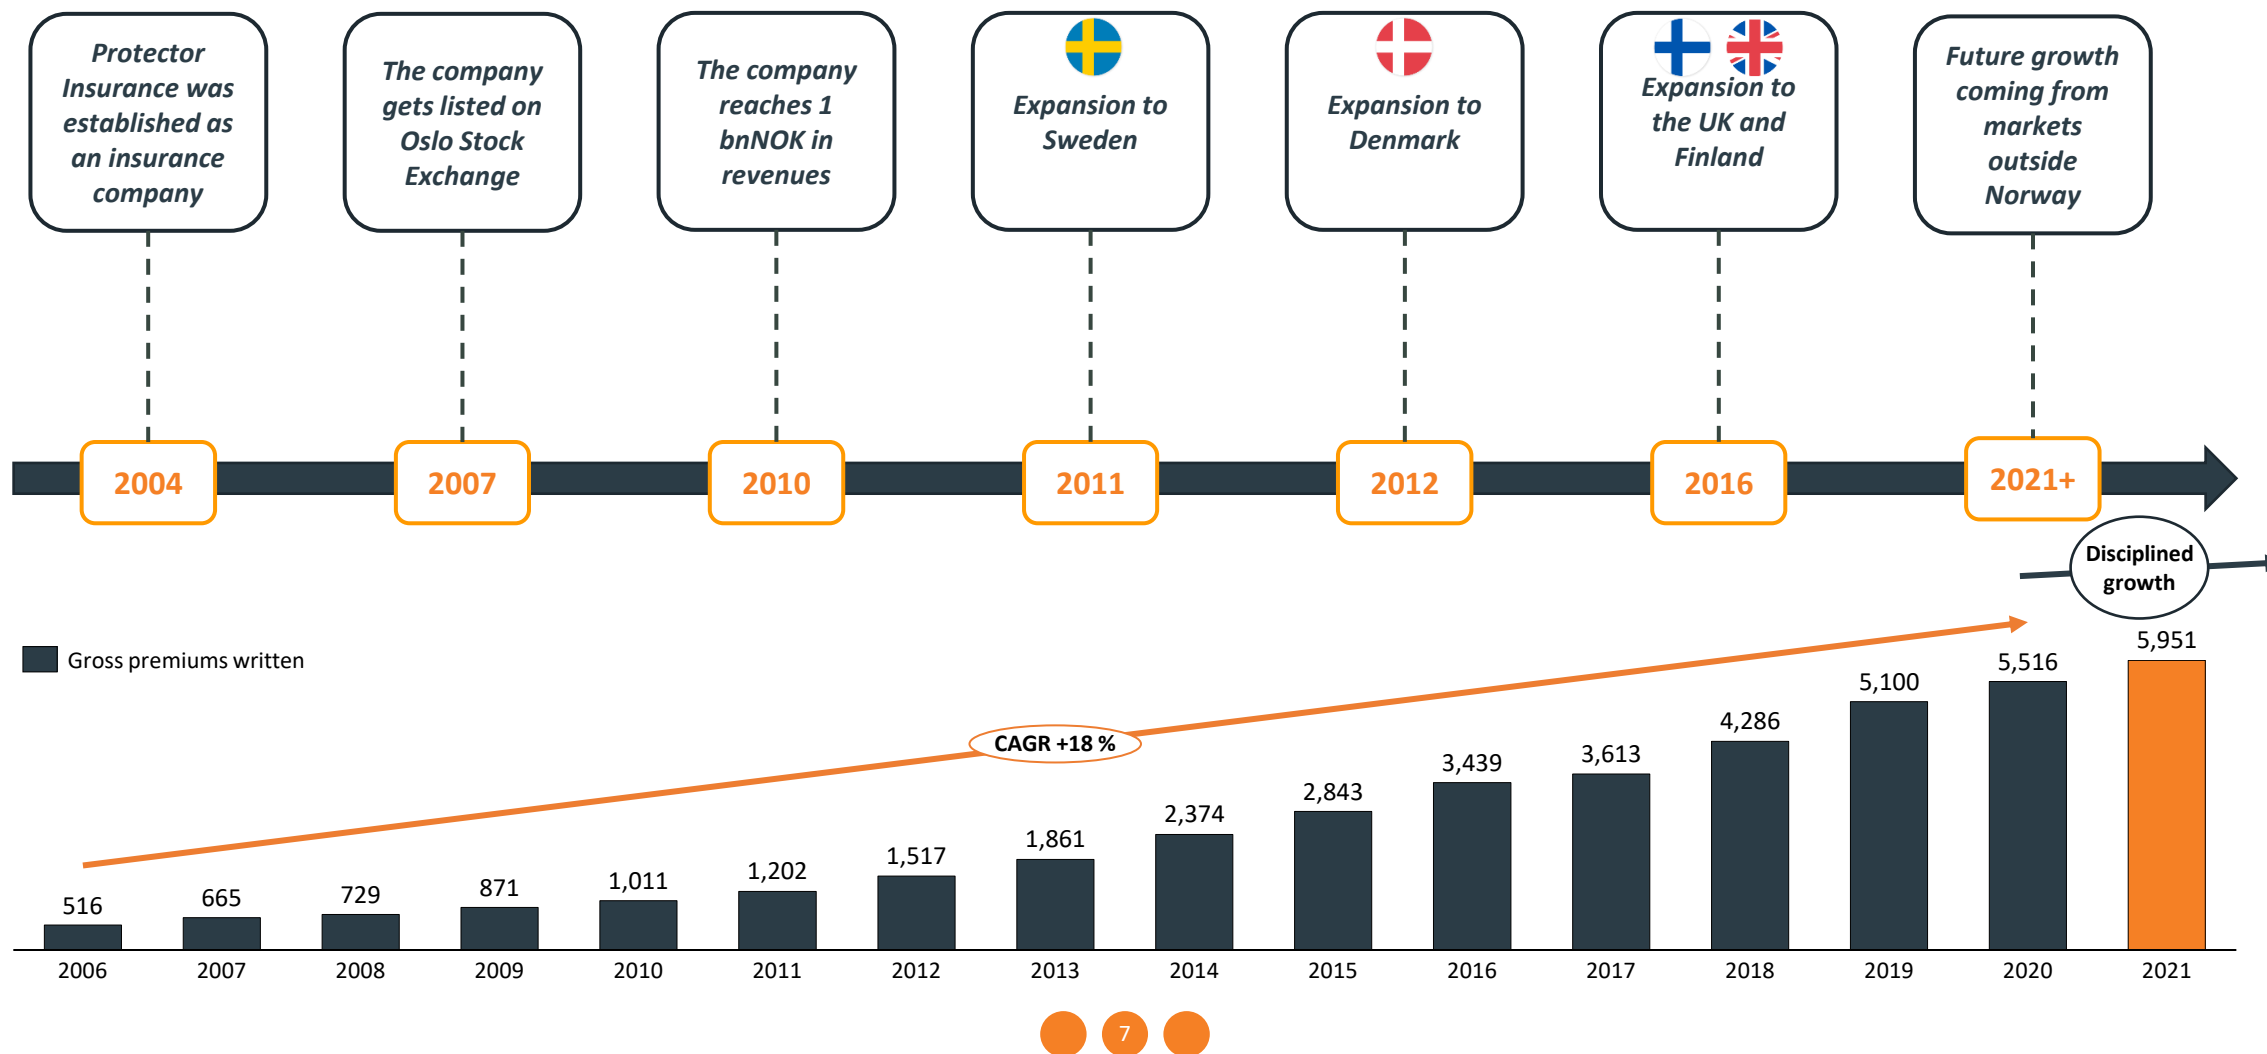 Protector
Insurance was
established as
an insurance
company
The company
gets listed on
Oslo Stock
Exchange
The company
reaches 1
bnNOK in
revenues
Expansion to
Sweden
Expansion to
Denmark
Expansion to
the UK and
Finland
Future growth
coming from
markets
outside
Norway
2004
2007
2010
2011
2012
2016
2021+
Disciplined
growth
Gross premiums written
CAGR +18 %
516
665
729
871
1,011
1,202
1,517
1,861
2,374
2,843
3,439
3,613
4,286
5,100
5,516
5,951
2006
2007
2008
2009
2010
2011
2012
2013
2014
2015
2016
2017
2018
2019
2020
2021
7